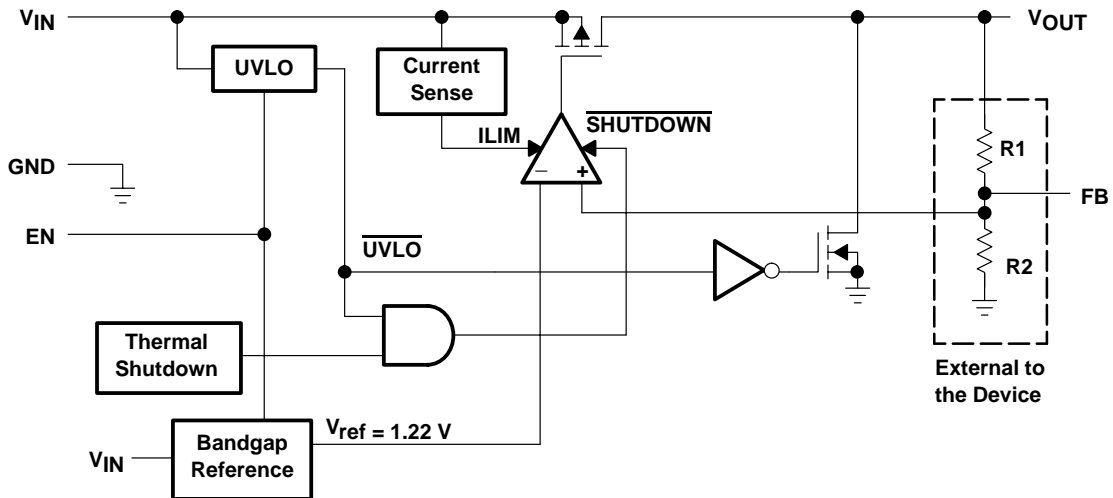 VIN
VOUT
UVLO
Current
Sense
SHUTDOWN
ILIM
R1
GND
− +
FB
EN
UVLO
R2
Thermal
Shutdown
External to
the Device
Vref = 1.22 V
Bandgap
Reference
VIN